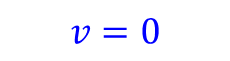 𝑣 = 0